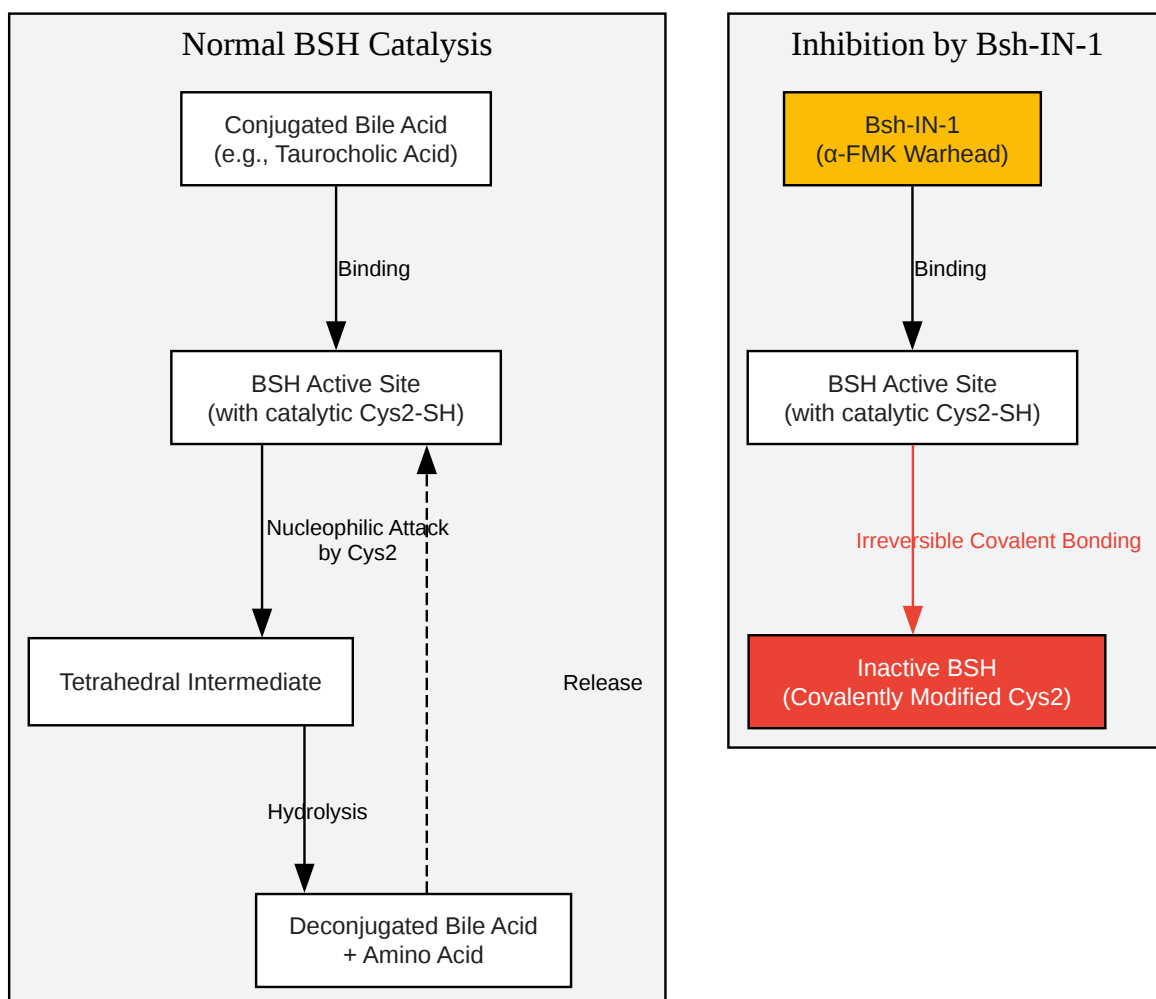 Normal BSH Catalysis
Conjugated Bile Acid
(e.g., Taurocholic Acid)
Binding
BSH Active Site
(with catalytic Cys2-SH)
Nucleophilic Attack
by Cys2
Tetrahedral Intermediate
Release
Hydrolysis
Deconjugated Bile Acid
+ Amino Acid
Inhibition by Bsh-IN-1
Bsh-IN-1
(α-FMK Warhead)
Binding
BSH Active Site
(with catalytic Cys2-SH)
Irreversible Covalent Bonding
Inactive BSH
(Covalently Modified Cys2)